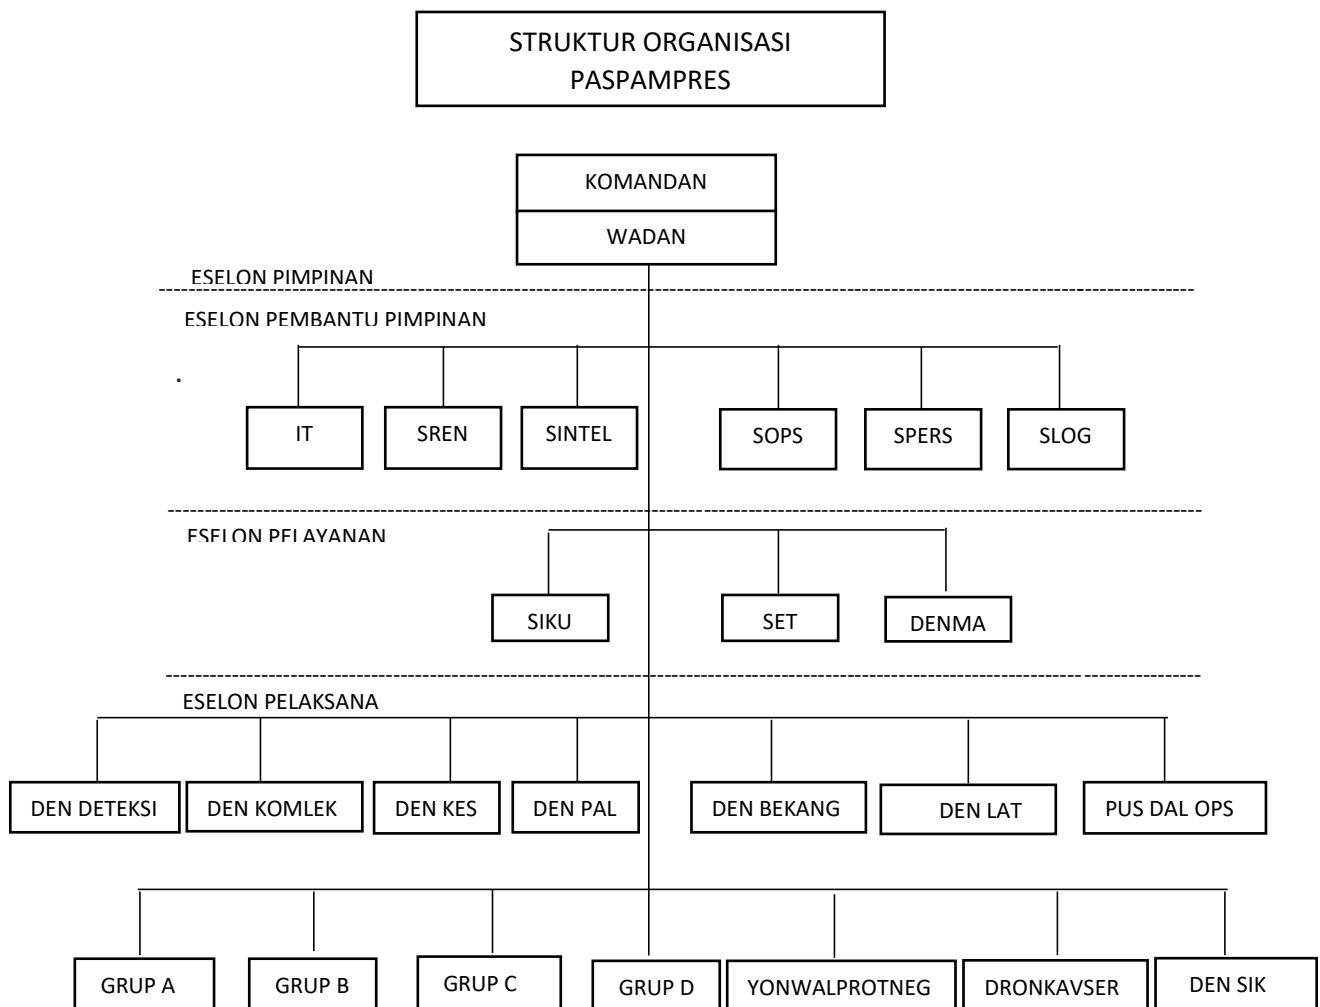 STRUKTUR ORGANISASI
PASPAMPRES
KOMANDAN
WADAN
ESELON PIMPINAN
ESELON PEMBANTU PIMPINAN
.
IT
SREN
SINTEL
SOPS
SPERS
SLOG
ESELON PELAYANAN
SIKU
SET
DENMA
ESELON PELAKSANA
DEN DETEKSI
DEN KOMLEK
DEN KES
DEN PAL
DEN BEKANG
DEN LAT
PUS DAL OPS
GRUP A
GRUP B
GRUP C
GRUP D
YONWALPROTNEG
DRONKAVSER
DEN SIK